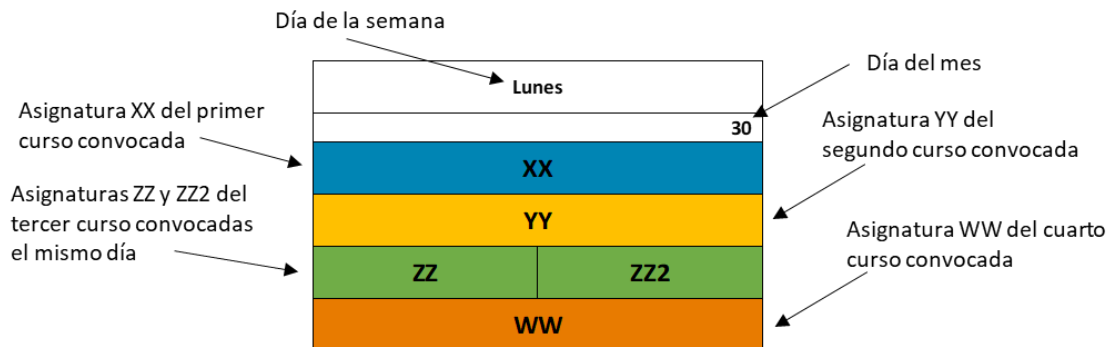 Día de la semana
Lunes
Día del mes
30
Asignatura XX del primer
curso convocada
XX
Asignatura YY del
segundo curso convocada
YY
Asignaturas ZZ y ZZ2 del
tercer curso convocadas
el mismo día
ZZ
ZZ2
Asignatura WW del cuarto
curso convocada
WW